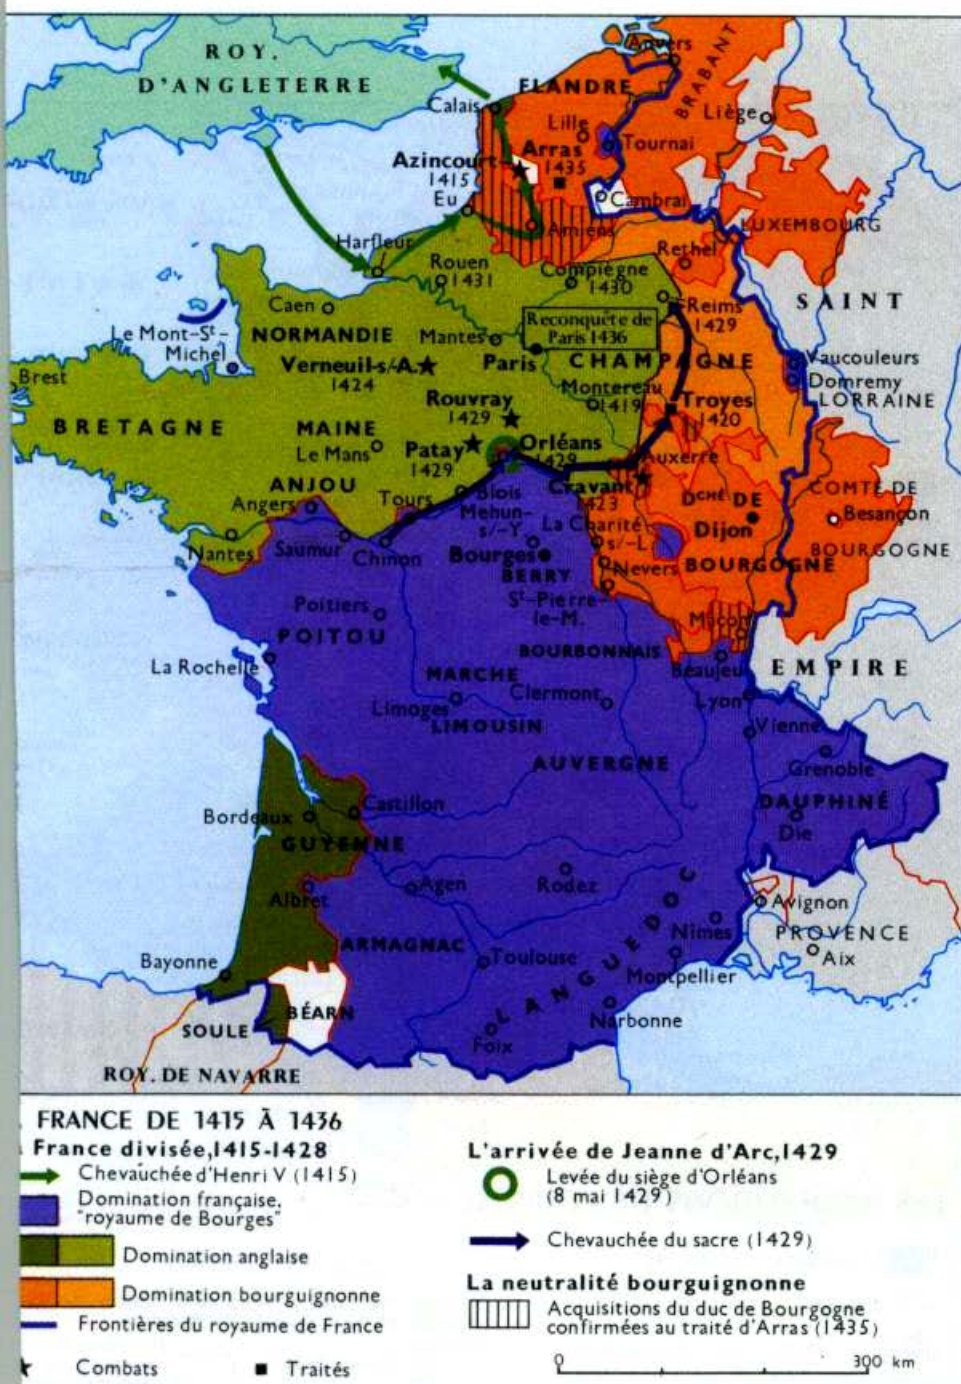 ROY.
D'ANGLETERRE
Anvers
FLANDRE
BRABANT
Calais
Liège
Lille
Tournai
Arras
1435
Azincourt
1415
Cambrai
Eu
Amiens
LUXEMBOURG
Harfleur
Rethel
Rouen
1431
Compiègne
1430
SAINT
Caen
Reims
1429
Reconquête de
Paris 1436
Le Mont-St-
Michel
NORMANDIE
Mantes
Paris
CHAMPAGNE
Vaucouleurs
Domremy
LORRAINE
Verneuil-s/A.
1424
Brest
Montereau
1419
Rouvray
1429
Troyes
1420
BRETAGNE
MAINE
Le Mans
Patay
1429
Orléans
1429
Auxerre
ANJOU
Cravant
1423
DCHÉ DE
COMTÉ DE
Angers
Tours
Blois
Mehun-
s/-Y.
La Charité-
s/-L.
Dijon
Besançon
Nantes
Saumur
Chinon
Bourges
BERRY
Nevers
BOURGOGNE
BOURGOGNE
St-Pierre-
le-M.
Poitiers
POITOU
Mâcon
BOURBONNAIS
Beaujeu
EMPIRE
La Rochelle
MARCHE
Clermont
Lyon
Limoges
LIMOUSIN
Vienne
AUVERGNE
Grenoble
DAUPHINÉ
Castillon
Bordeaux
Die
GUYENNE
Albret
Agen
Rodez
Avignon
PROVENCE
Aix
ARMAGNAC
Nîmes
LANGUEDOC
Bayonne
Toulouse
Montpellier
BÉARN
SOULE
Narbonne
Foix
ROY. DE NAVARRE
FRANCE DE 1415 À 1436
France divisée,1415-1428
Chevauchée d'Henri V (1415)
Domination française,
"royaume de Bourges"
Domination anglaise
Domination bourguignonne
Frontières du royaume de France
Combats
Traités
L'arrivée de Jeanne d'Arc,1429
Levée du siège d'Orléans
(8 mai 1429)
Chevauchée du sacre (1429)
La neutralité bourguignonne
Acquisitions du duc de Bourgogne
confirmées au traité d'Arras (1435)
0 300 km